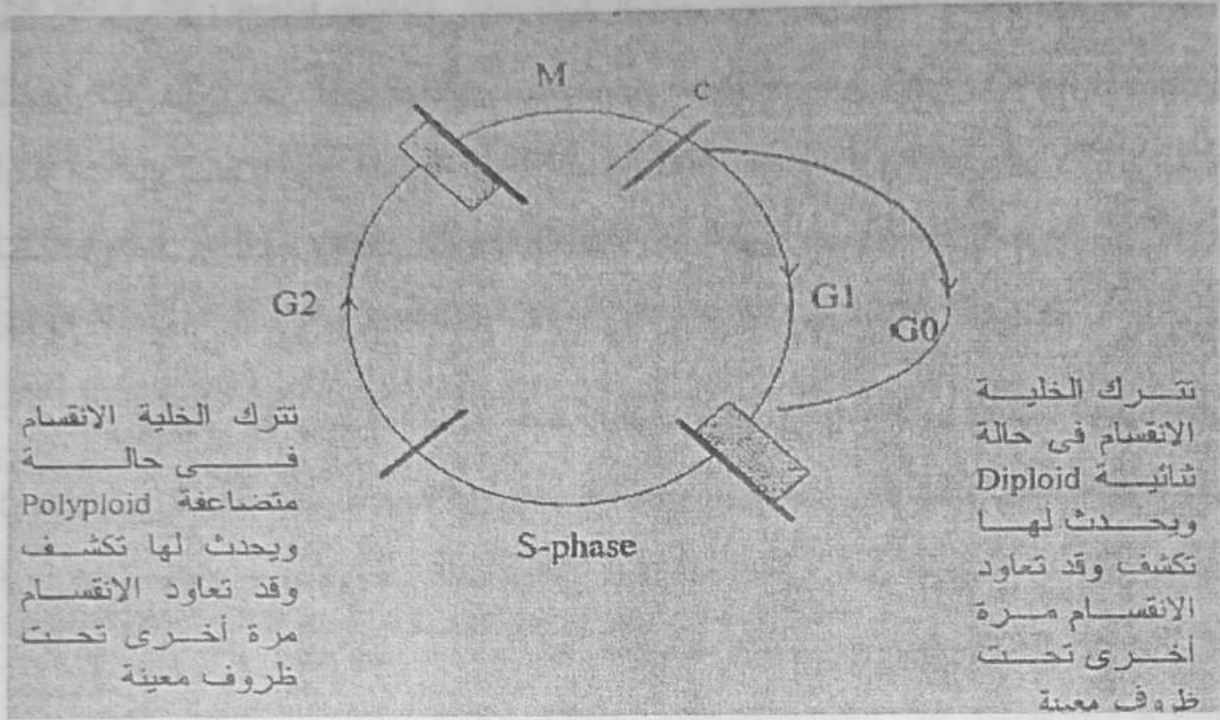 M
C
G2
G1
G0
S-phase
تترك الخلية
الانقسام فى حالة
ثنائية Diploid
ويحدث لها
تكشف وقد تعاود
الانقسام مرة
أخرى تحت
ظروف معينة
تترك الخلية الانقسام
فى حالة
متضاعفة Polyploid
ويحدث لها تكشف
وقد تعاود الانقسام
مرة أخرى تحت
ظروف معينة